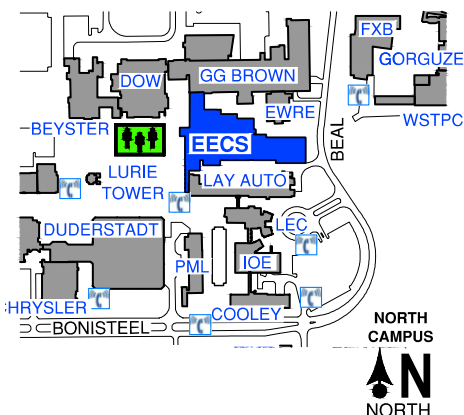 FXB
DOW
GG BROWN
GORGUZE
EWRE
WSTPC
BEYSTER
EECS
BEAL
LURIE
TOWER
LAY AUTO
DUDERSTADT
LEC
PML
IOE
CHRYSLER
COOLEY
BONISTEEL
NORTH
CAMPUS
N
NORTH